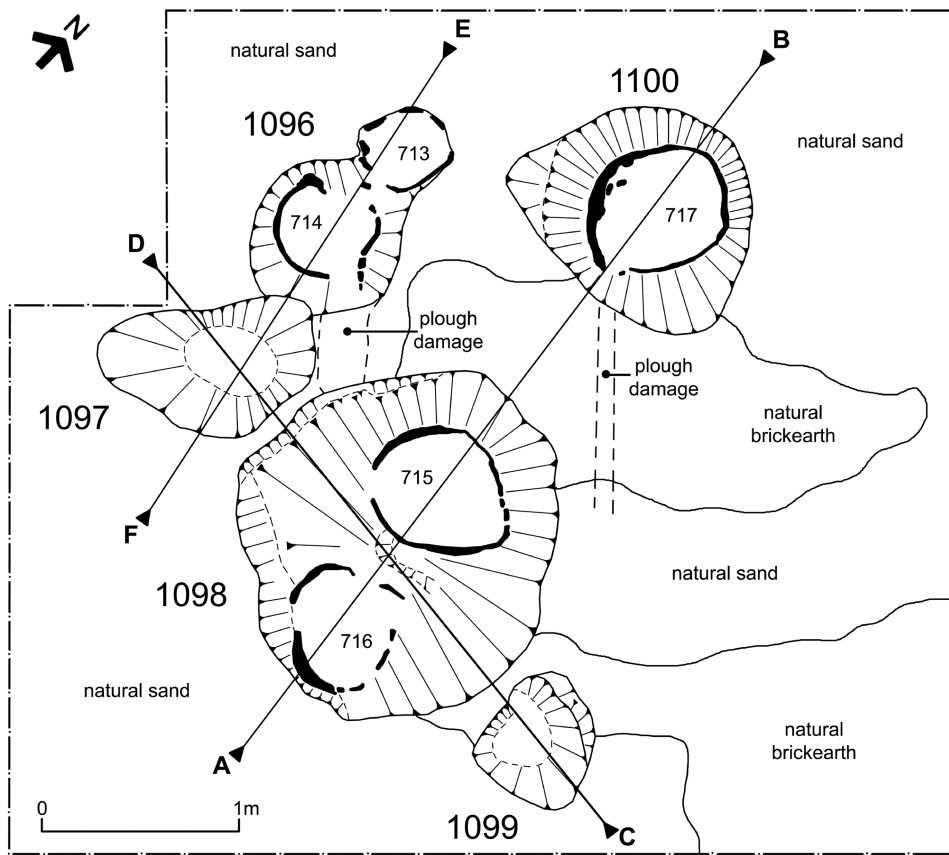 N
E
B
natural sand
1100
1096
natural sand
713
717
714
D
plough
damage
plough
damage
natural
brickearth
1097
715
F
natural sand
1098
716
natural sand
natural
brickearth
A
0
1m
1099
C